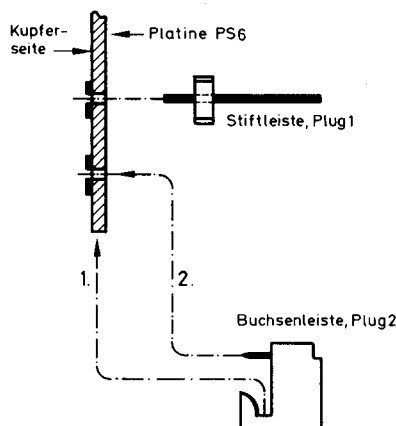 Kupfer-
seite
Platine PS6
Stiftleiste, Plug1
1.
2.
Buchsenleiste, Plug2